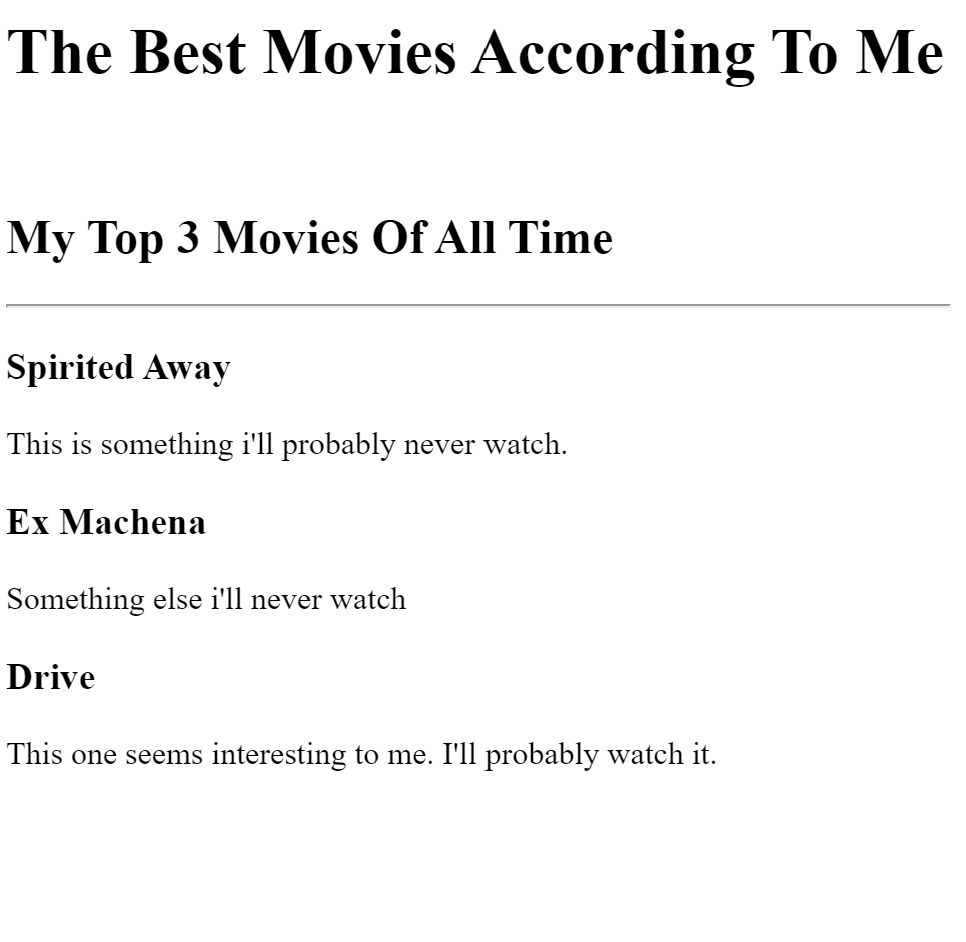 The Best Movies According To Me
My Top 3 Movies Of All Time
Spirited Away
This is something i'll probably never watch.
Ex Machena
Something else i'll never watch
Drive
This one seems interesting to me. I'll probably watch it.